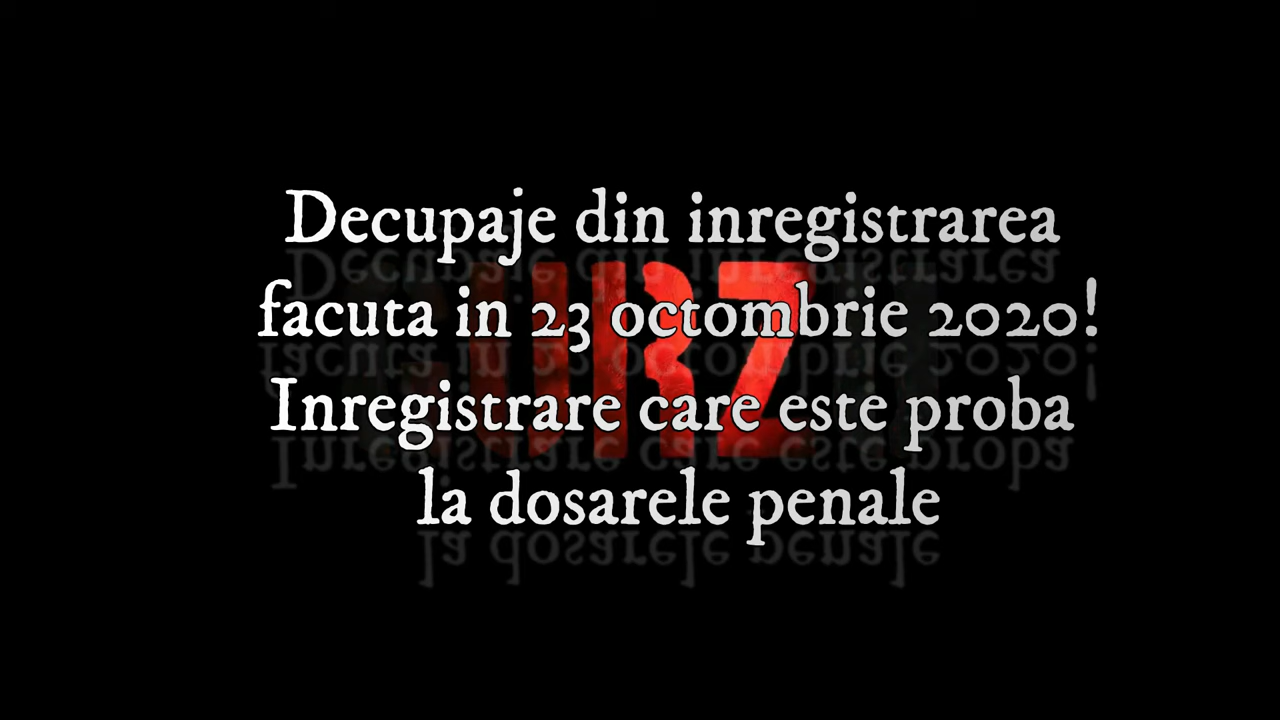 Decupaje din inregistrarea
facuta in 23 octombrie 2020!
Inregistrare care este proba
la dosarele penale